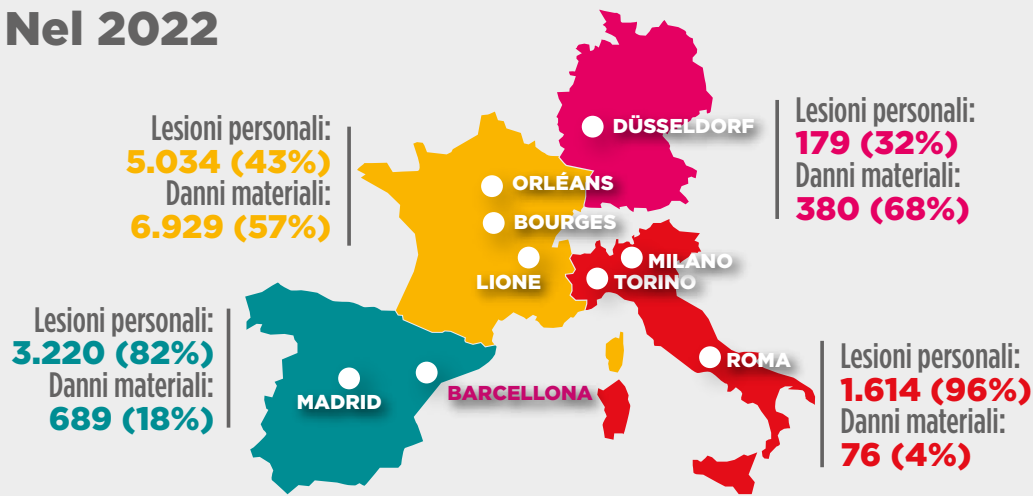 Nel 2022
Lesioni personali:
5.034 (43%)
Danni materiali:
6.929 (57%)
DÜSSELDORF
Lesioni personali:
179 (32%)
Danni materiali:
380 (68%)
ORLÉANS
BOURGES
LIONE
MILANO
TORINO
Lesioni personali:
3.220 (82%)
Danni materiali:
689 (18%)
MADRID
BARCELLONA
ROMA
Lesioni personali:
1.614 (96%)
Danni materiali:
76 (4%)